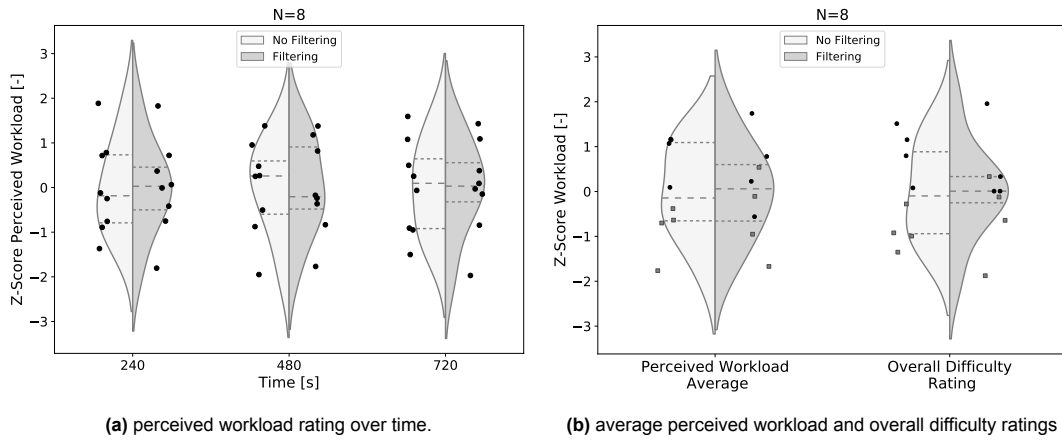 N=8
No Filtering
Filtering
Z-Score Perceived Workload [-]
3
2
1
0
−1
−2
−3
240
480
720
Time [s]
(a) perceived workload rating over time.
N=8
No Filtering
Filtering
Z-Score Workload [-]
3
2
1
0
−1
−2
−3
Perceived Workload
Average
Overall Difficulty
Rating
(b) average perceived workload and overall difficulty ratings